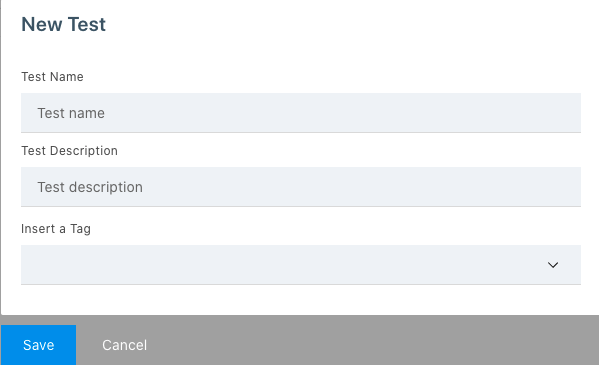 New Test
Test Name
Test name
Test Description
Test description
Insert a Tag
Save Cancel